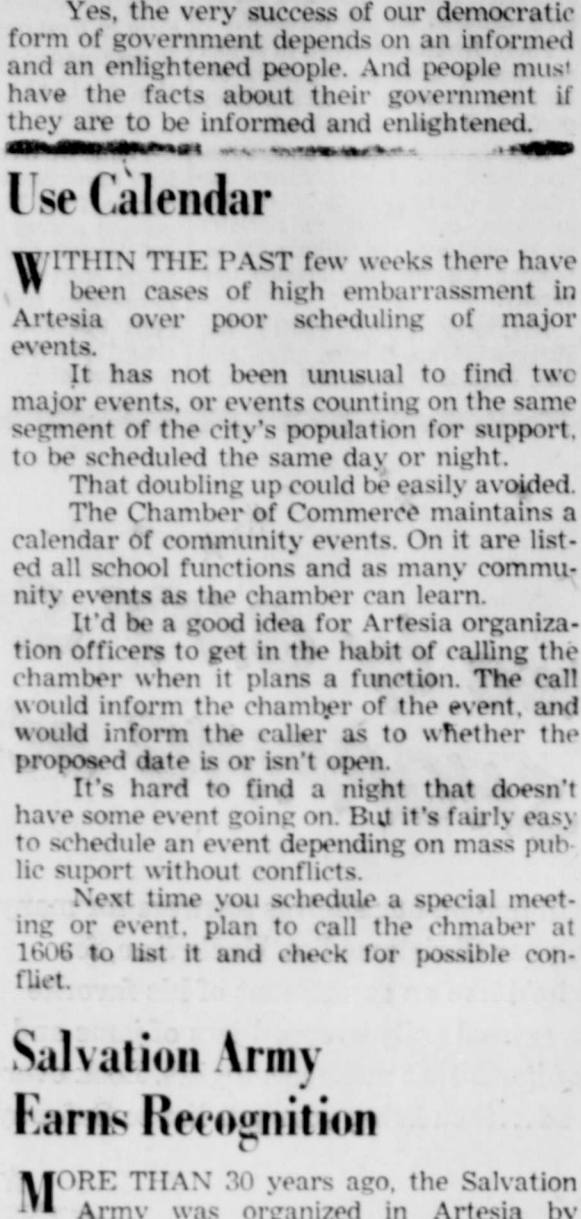 Yes, the very success of our democratic
form of government depends on an informed
and an enlightened people. And people must
have the facts about their government if
they are to be informed and enlightened.
Use Calendar
WITHIN THE PAST few weeks there have
been cases of high embarrassment in
Artesia over poor scheduling of major
events.
It has not been unusual to find two
major events, or events counting on the same
segment of the city's population for support,
to be scheduled the same day or night.
That doubling up could be easily avoided.
The Chamber of Commerce maintains a
calendar of community events. On it are list-
ed all school functions and as many commu-
nity events as the chamber can learn.
It'd be a good idea for Artesia organiza-
tion officers to get in the habit of calling the
chamber when it plans a function. The call
would inform the chamber of the event, and
would inform the caller as to whether the
proposed date is or isn't open.
It's hard to find a night that doesn't
have some event going on. But it's fairly easy
to schedule an event depending on mass pub-
lic suport without conflicts.
Next time you schedule a special meet-
ing or event, plan to call the chmaber at
1606 to list it and check for possible con-
fliet.
Salvation Army
Earns Recognition
MORE THAN 30 years ago, the Salvation
Army was organized in Artesia by